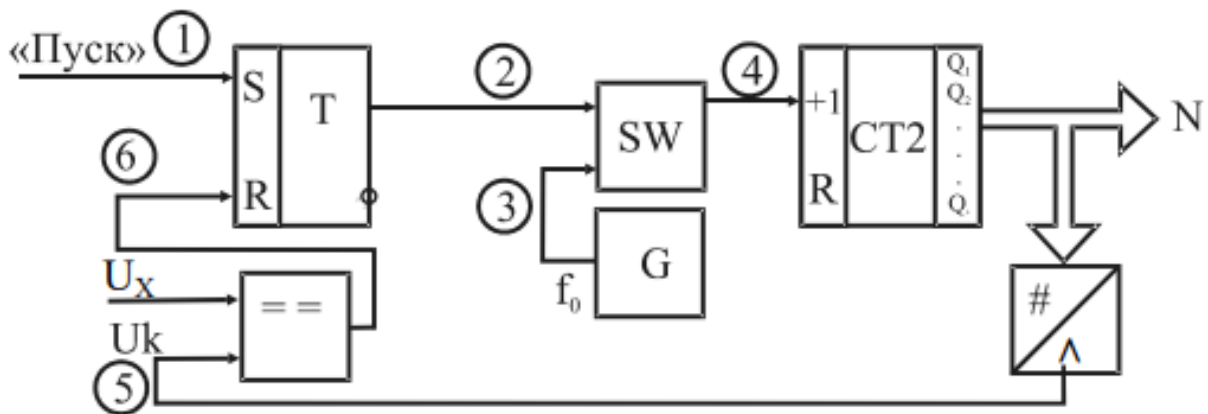 «Пуск» 1
S
T
R
2
SW
3
G
f₀
4
+1
R
CT2
Q₁
Q₂
.
.
.
Q.
N
6
Uₓ
= =
Uk
5
#
^